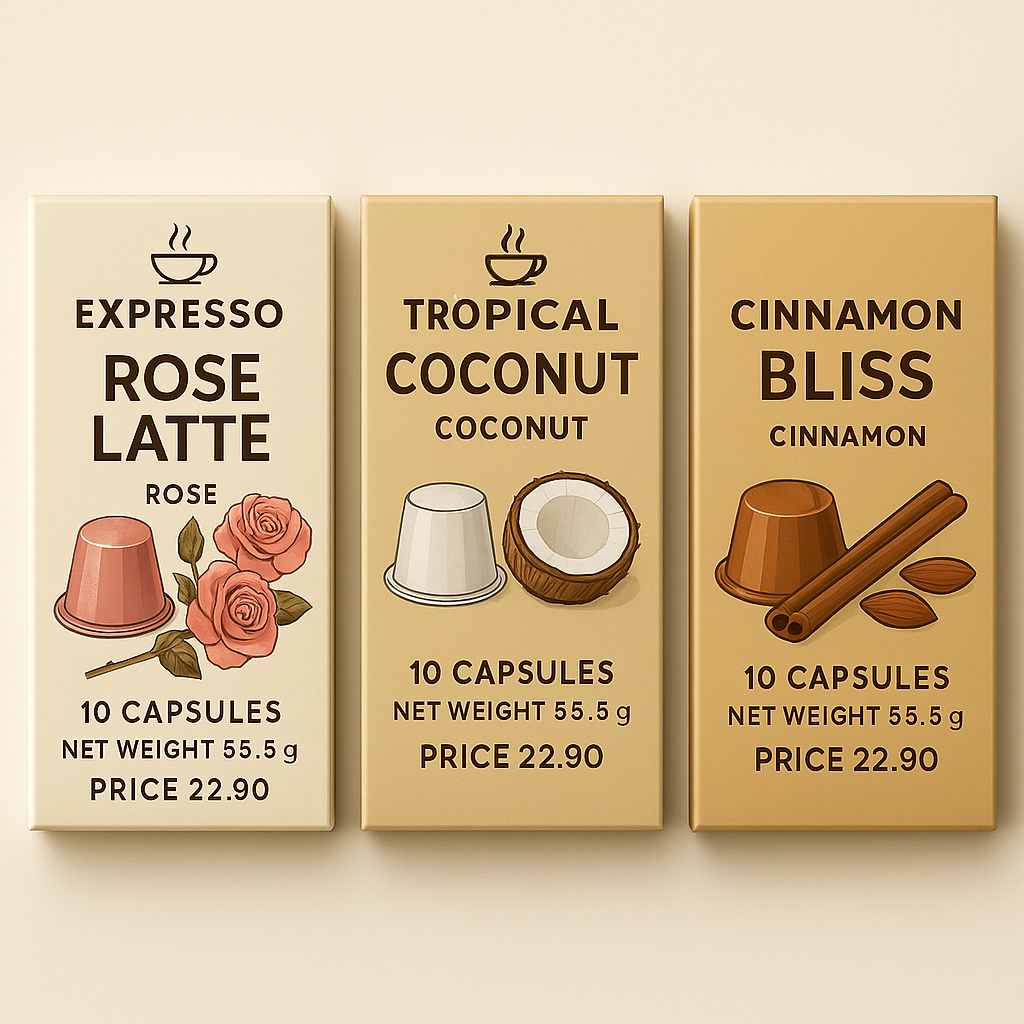 EXPRESSO
ROSE
LATTE
ROSE
10 CAPSULES
NET WEIGHT 55.5 g
PRICE 22.90
TROPICAL
COCONUT
COCONUT
10 CAPSULES
NET WEIGHT 55.5 g
PRICE 22.90
CINNAMON
BLISS
CINNAMON
10 CAPSULES
NET WEIGHT 55.5 g
PRICE 22.90